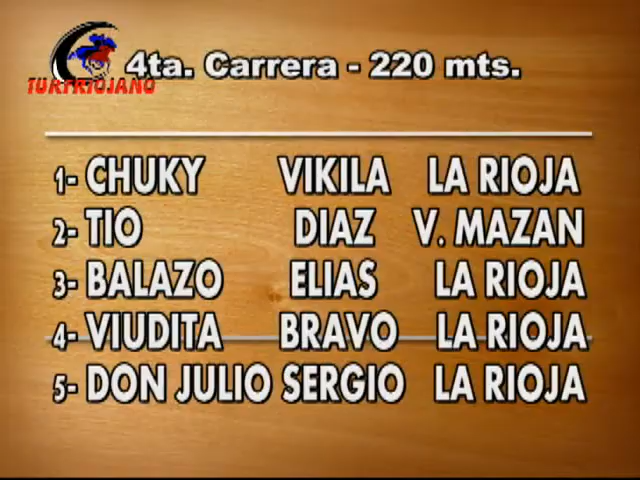 4ta. Carrera - 220 mts.
TURFRIOJANO
1- CHUKY VIKILA LA RIOJA
2- TIO DIAZ V. MAZAN
3- BALAZO ELIAS LA RIOJA
4- VIUDITA BRAVO LA RIOJA
5- DON JULIO SERGIO LA RIOJA